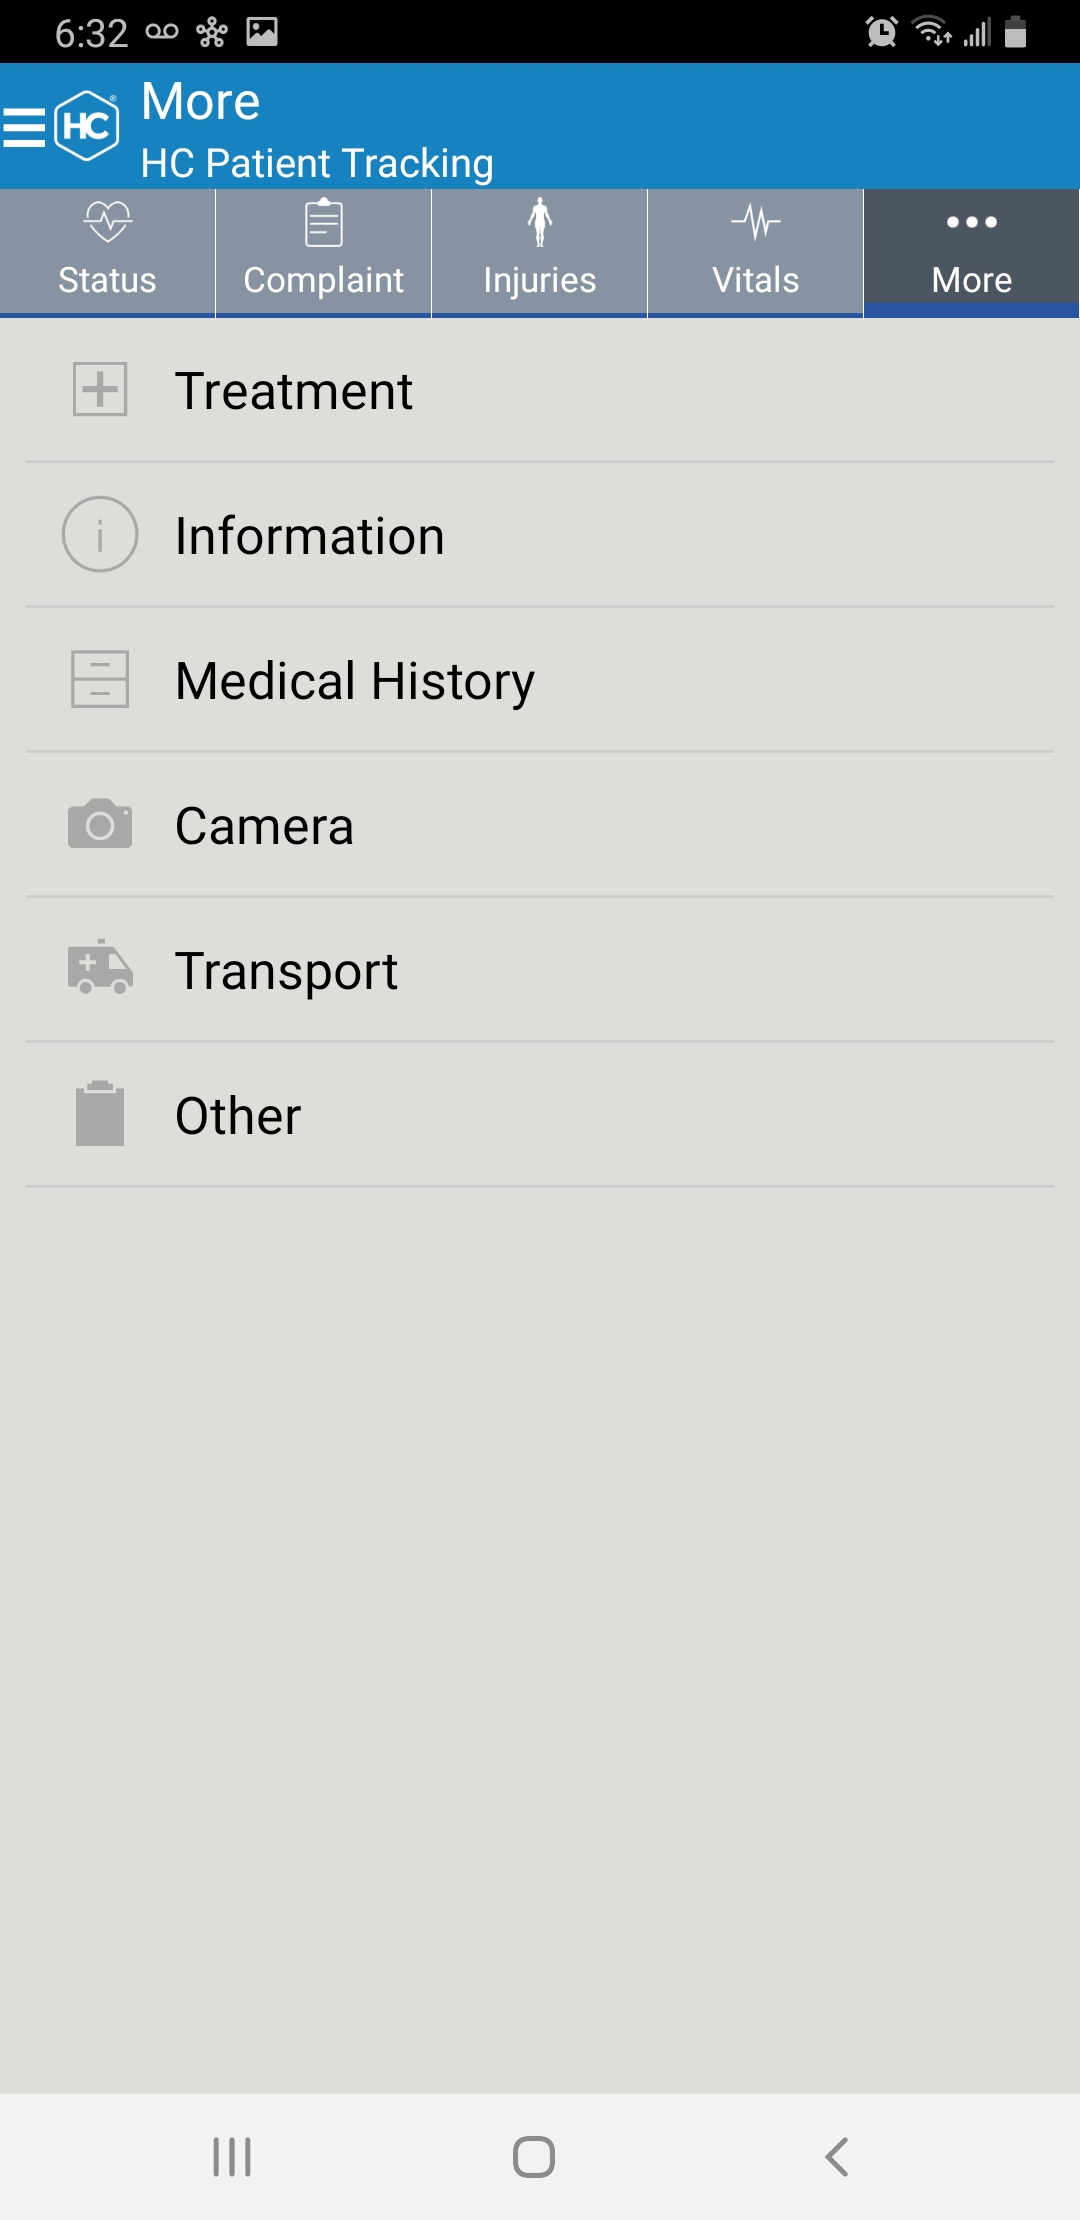 6:32
More
HC
HC Patient Tracking
Status
Complaint
Injuries
Vitals
More
Treatment
Information
Medical History
Camera
Transport
Other